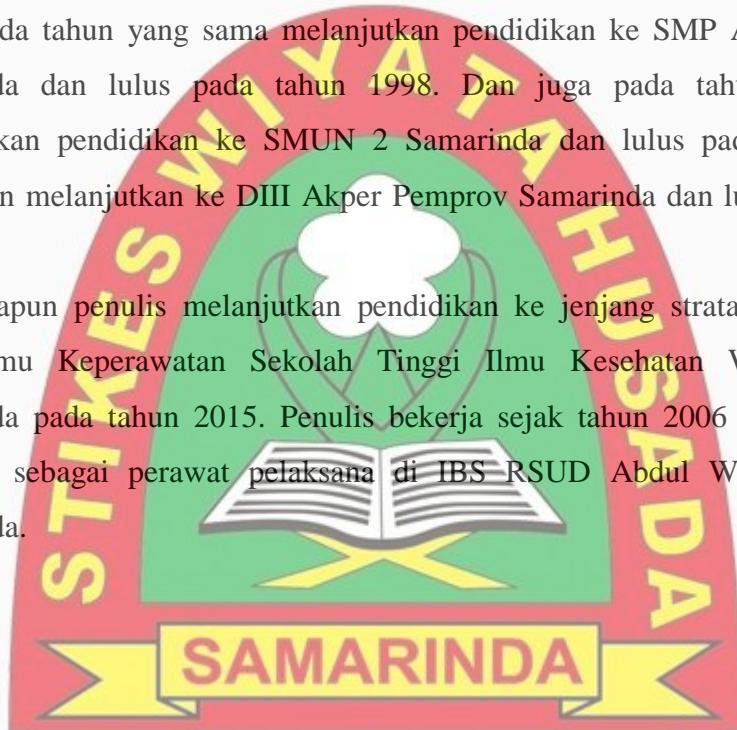 da tahun yang sama melanjutkan pendidikan ke SMP A
da dan lulus pada tahun 1998. Dan juga pada tahu
kan pendidikan ke SMUN 2 Samarinda dan lulus pad
n melanjutkan ke DIII Akper Pemprov Samarinda dan lu
apun penulis melanjutkan pendidikan ke jenjang strata
mu Keperawatan Sekolah Tinggi Ilmu Kesehatan W
da pada tahun 2015. Penulis bekerja sejak tahun 2006
sebagai perawat pelaksana di IBS RSUD Abdul W
da.
STIKES WIYATA HUSADA
SAMARINDA